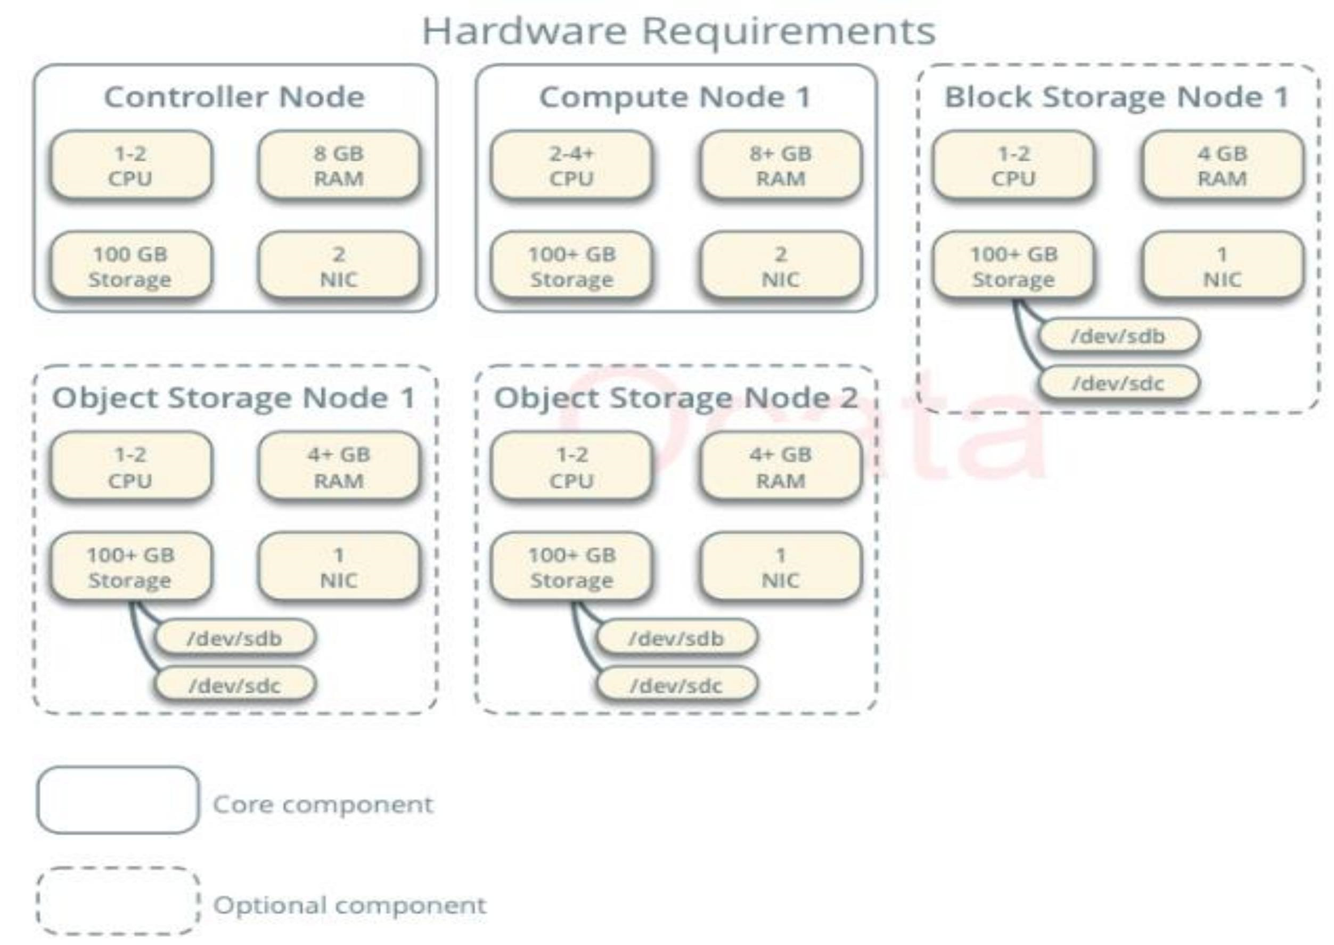 Hardware Requirements
Controller Node
1-2
CPU
8 GB
RAM
100 GB
Storage
2
NIC
Compute Node 1
2-4+
CPU
8+ GB
RAM
100+ GB
Storage
2
NIC
Block Storage Node 1
1-2
CPU
4 GB
RAM
100+ GB
Storage
1
NIC
/dev/sdb
/dev/sdc
Object Storage Node 1
1-2
CPU
4+ GB
RAM
100+ GB
Storage
1
NIC
/dev/sdb
/dev/sdc
Object Storage Node 2
1-2
CPU
4+ GB
RAM
100+ GB
Storage
1
NIC
/dev/sdb
/dev/sdc
Ocata
Core component
Optional component